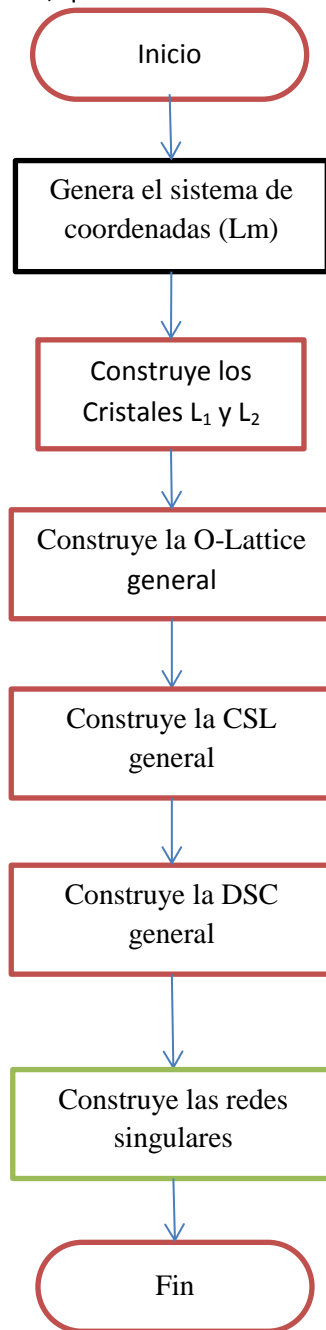 Inicio
Genera el sistema de
coordenadas (Lm)
Construye los
Cristales L₁ y L₂
Construye la O-Lattice
general
Construye la CSL
general
Construye la DSC
general
Construye las redes
singulares
Fin